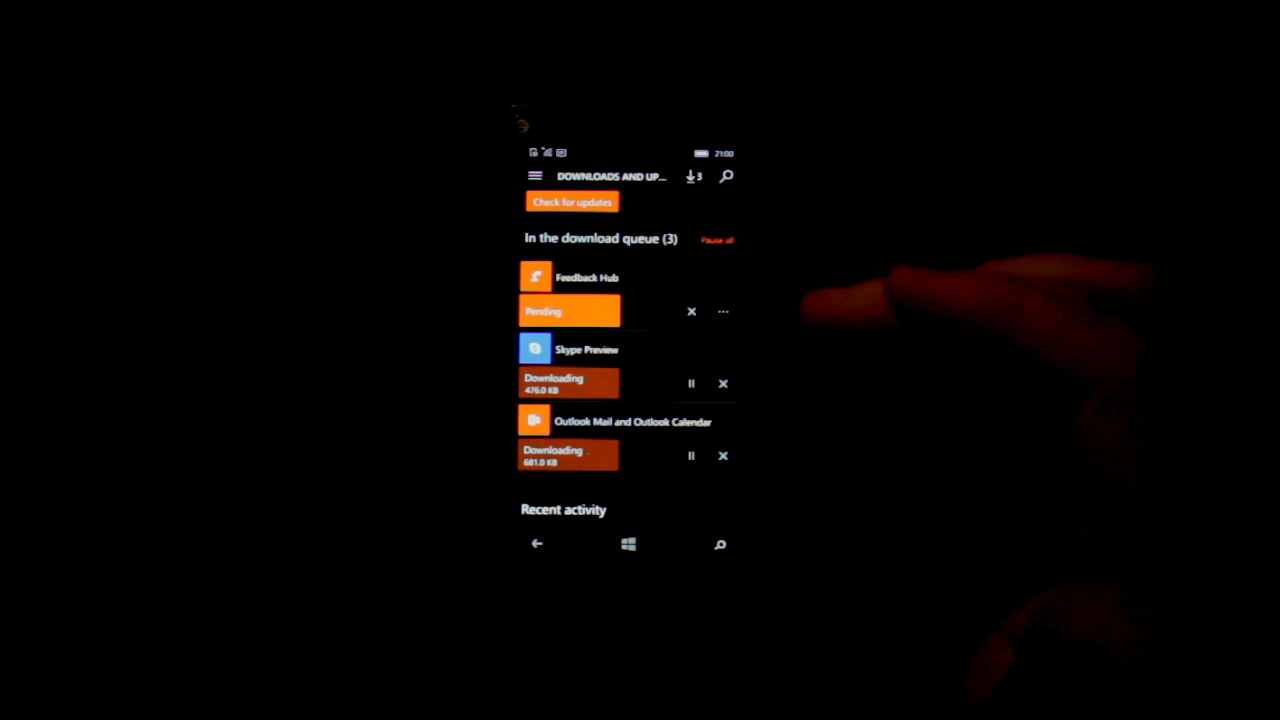 21:00
DOWNLOADS AND UP... 3
Check for updates
In the download queue (3) Pause all
Feedback Hub
Pending
Skype Preview
Downloading
476.0 KB
Outlook Mail and Outlook Calendar
Downloading
681.0 KB
Recent activity